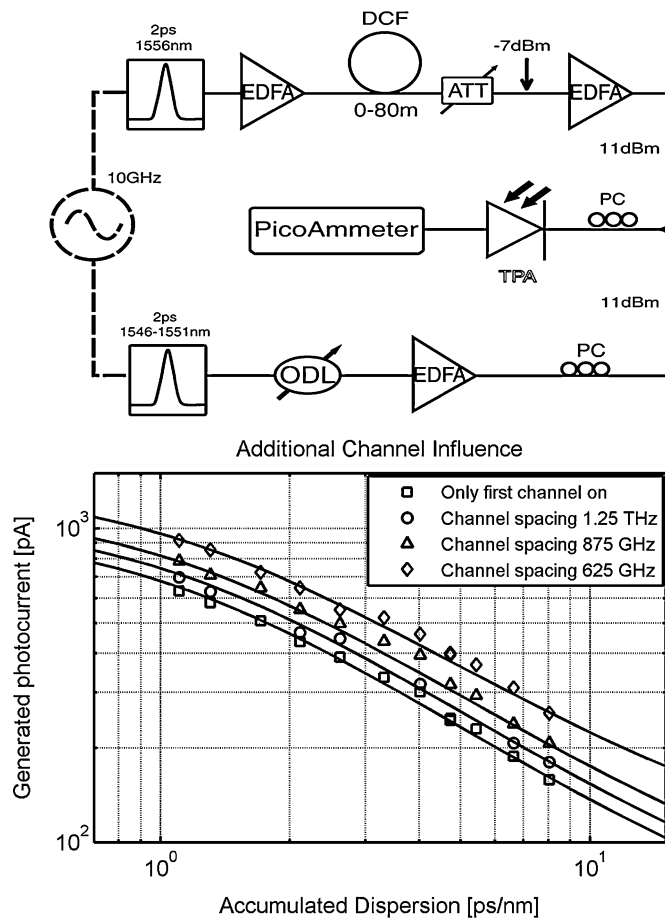 DCF
2ps
1556nm
-7dBm
EDFA
ATT
EDFA
0-80m
11dBm
10GHz
PC
PicoAmmeter
TPA
11dBm
2ps
1546-1551nm
PC
ODL
EDFA
Additional Channel Influence
Only first channel on
Channel spacing 1.25 THz
Channel spacing 875 GHz
Channel spacing 625 GHz
10³
10²
Generated photocurrent [pA]
10⁰
10¹
Accumulated Dispersion [ps/nm]